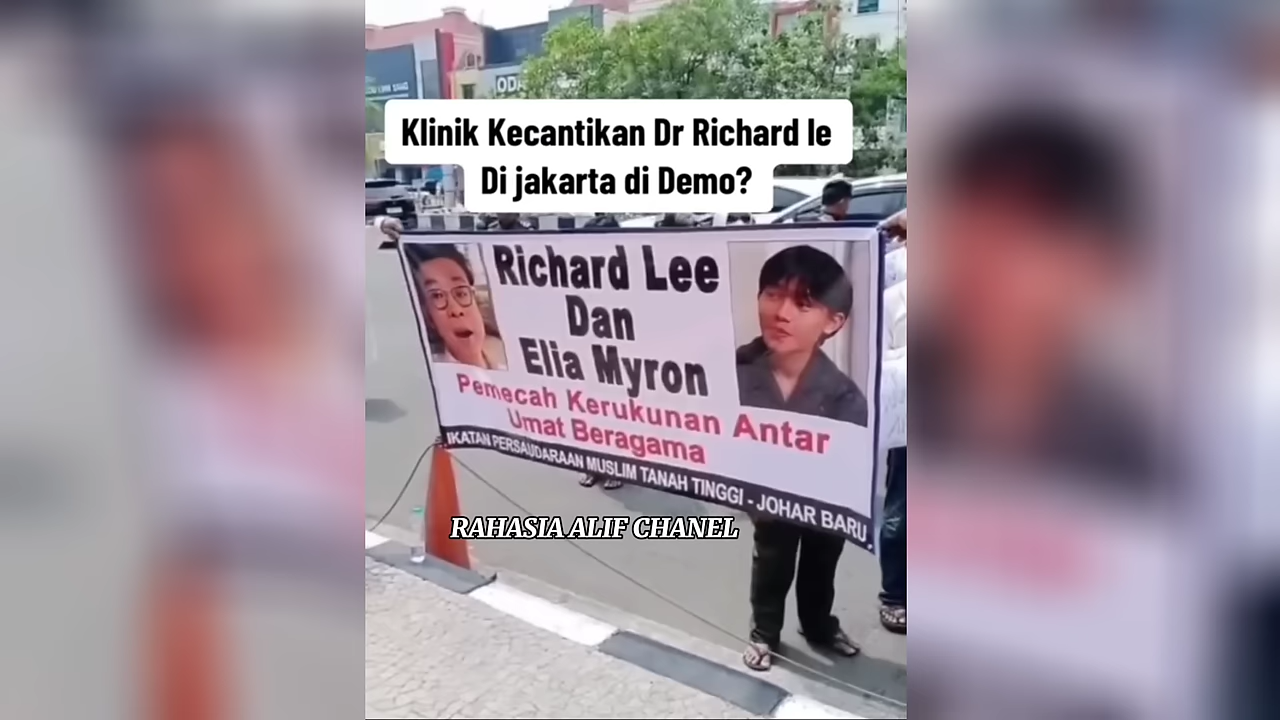 Klinik Kecantikan Dr Richard le
Di jakarta di Demo?
Richard Lee
Dan
Elia Myron
Pemecah Kerukunan Antar
Umat Beragama
IKATAN PERSAUDARAAN MUSLIM TANAH TINGGI - JOHAR BARU
RAHASIA ALIF CHANEL